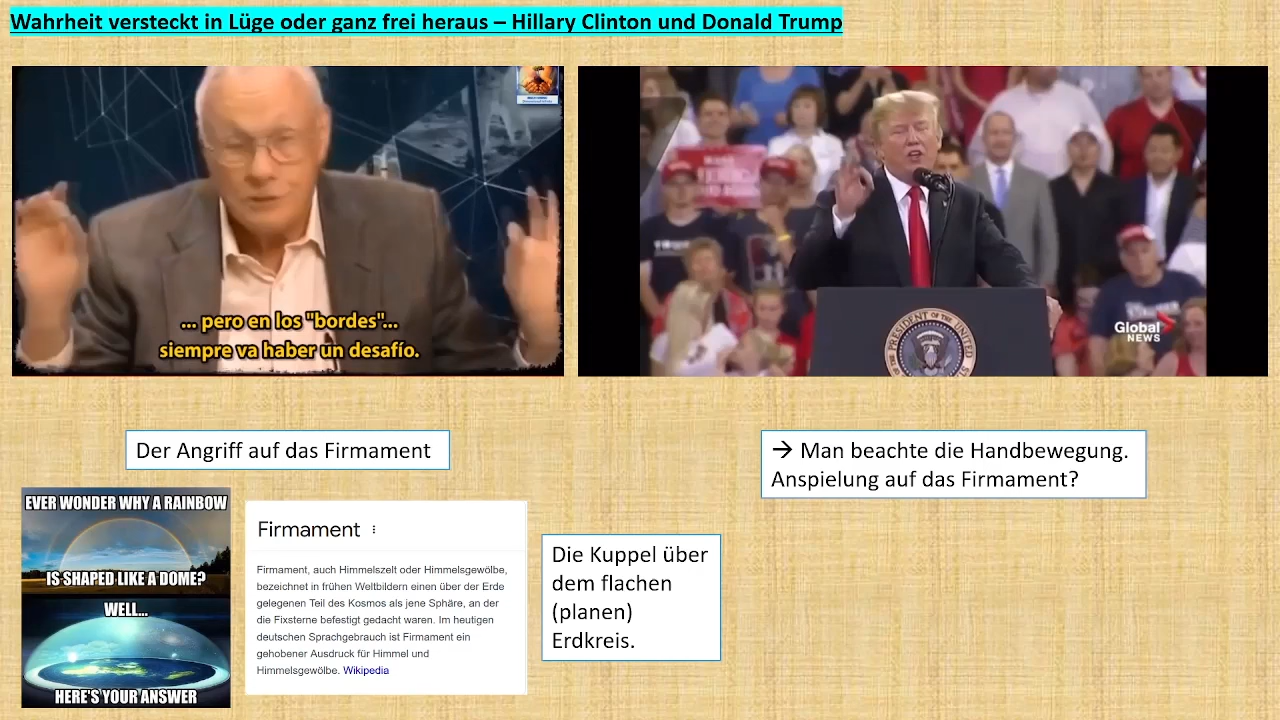 Wahrheit versteckt in Lüge oder ganz frei heraus – Hillary Clinton und Donald Trump
... pero en los "bordes"...
siempre va haber un desafío.
Global
NEWS
PRESIDENT OF THE UNITED
Der Angriff auf das Firmament
→ Man beachte die Handbewegung.
Anspielung auf das Firmament?
EVER WONDER WHY A RAINBOW
IS SHAPED LIKE A DOME?
WELL...
HERE'S YOUR ANSWER
Firmament
Firmament, auch Himmelszelt oder Himmelsgewölbe,
bezeichnet in frühen Weltbildern einen über der Erde
gelegenen Teil des Kosmos als jene Sphäre, an der
die Fixsterne befestigt gedacht waren. Im heutigen
deutschen Sprachgebrauch ist Firmament ein
gehobener Ausdruck für Himmel und
Himmelsgewölbe. Wikipedia
Die Kuppel über
dem flachen
(planen)
Erdkreis.